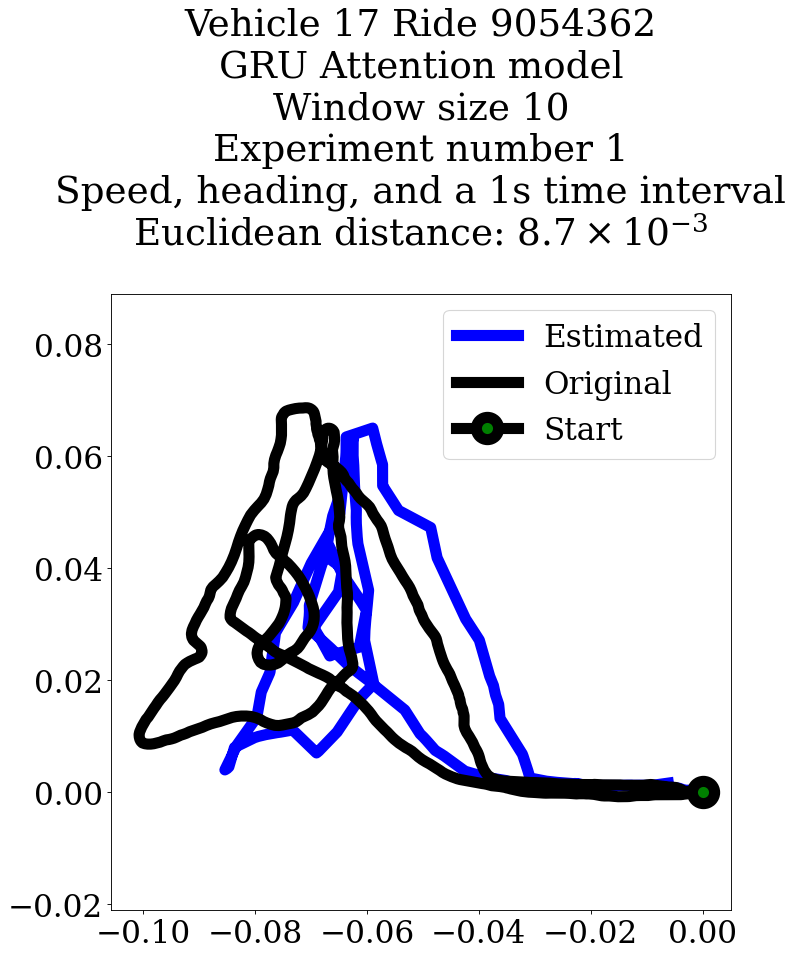 Vehicle 17 Ride 9054362
GRU Attention model
Window size 10
Experiment number 1
Speed, heading, and a 1s time interval
Euclidean distance: 8.7 × 10⁻³
Estimated
Original
Start
0.08
0.06
0.04
0.02
0.00
−0.02
−0.10 −0.08 −0.06 −0.04 −0.02 0.00